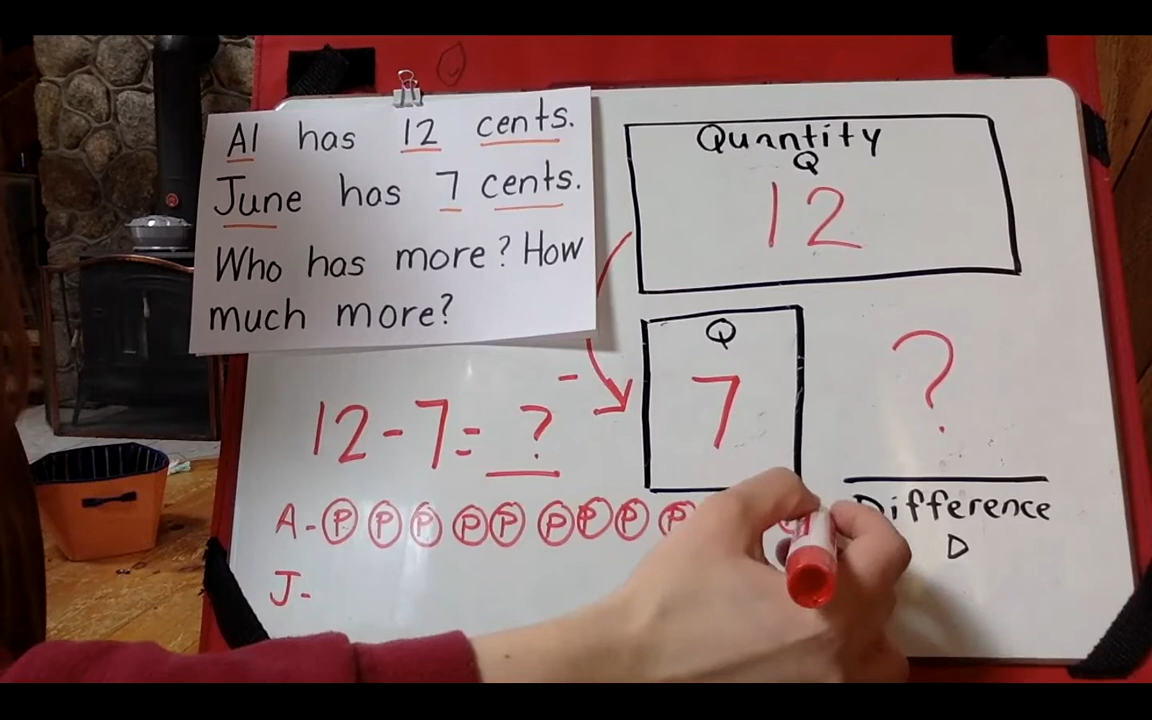 Al has 12 cents.
June has 7 cents.
Who has more? How
much more?
Quantity
Q
12
Q
7
?
Difference
D
-
12-7= ?
A- P P P P P P P P P
J-